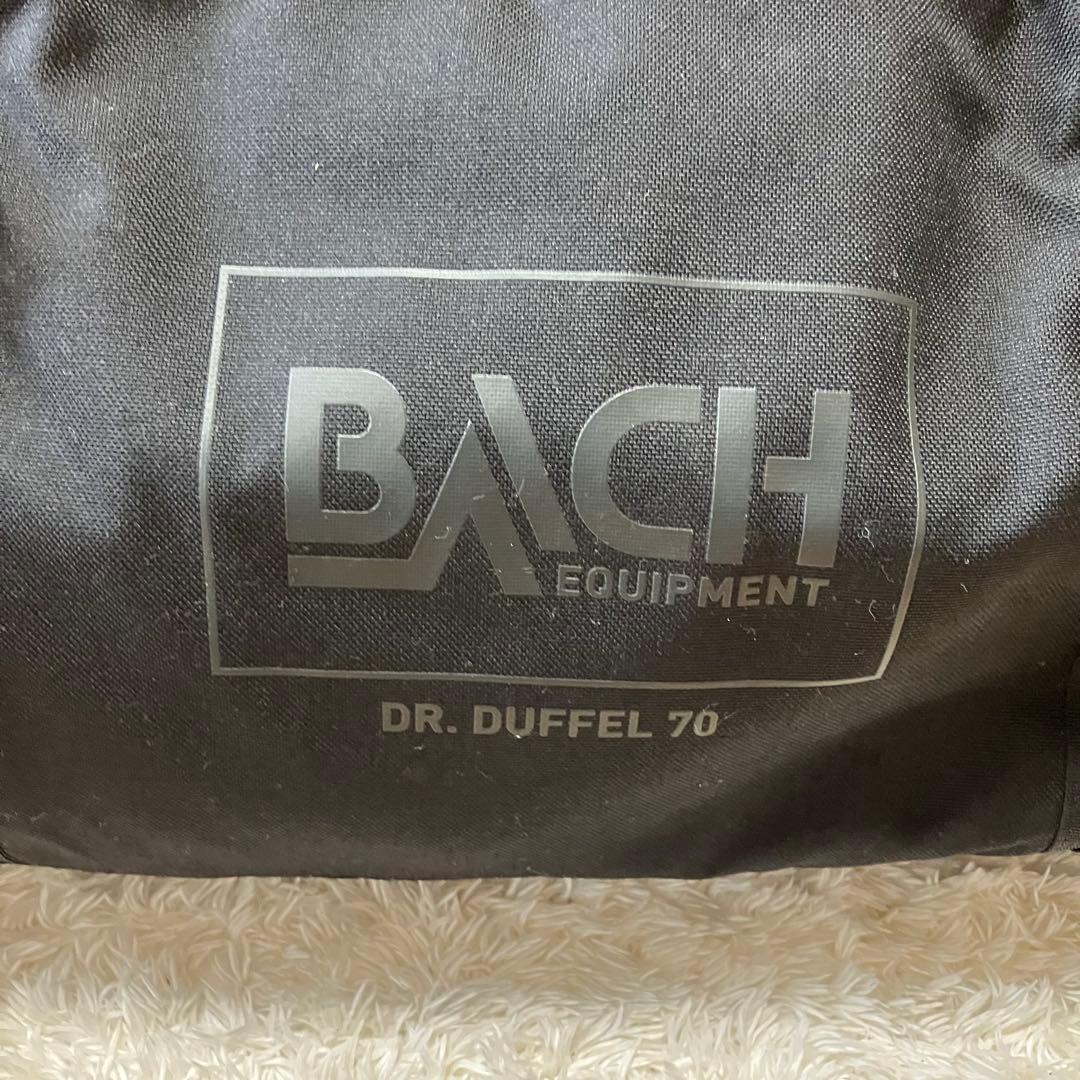 BACH
EQUIPMENT
DR. DUFFEL 70